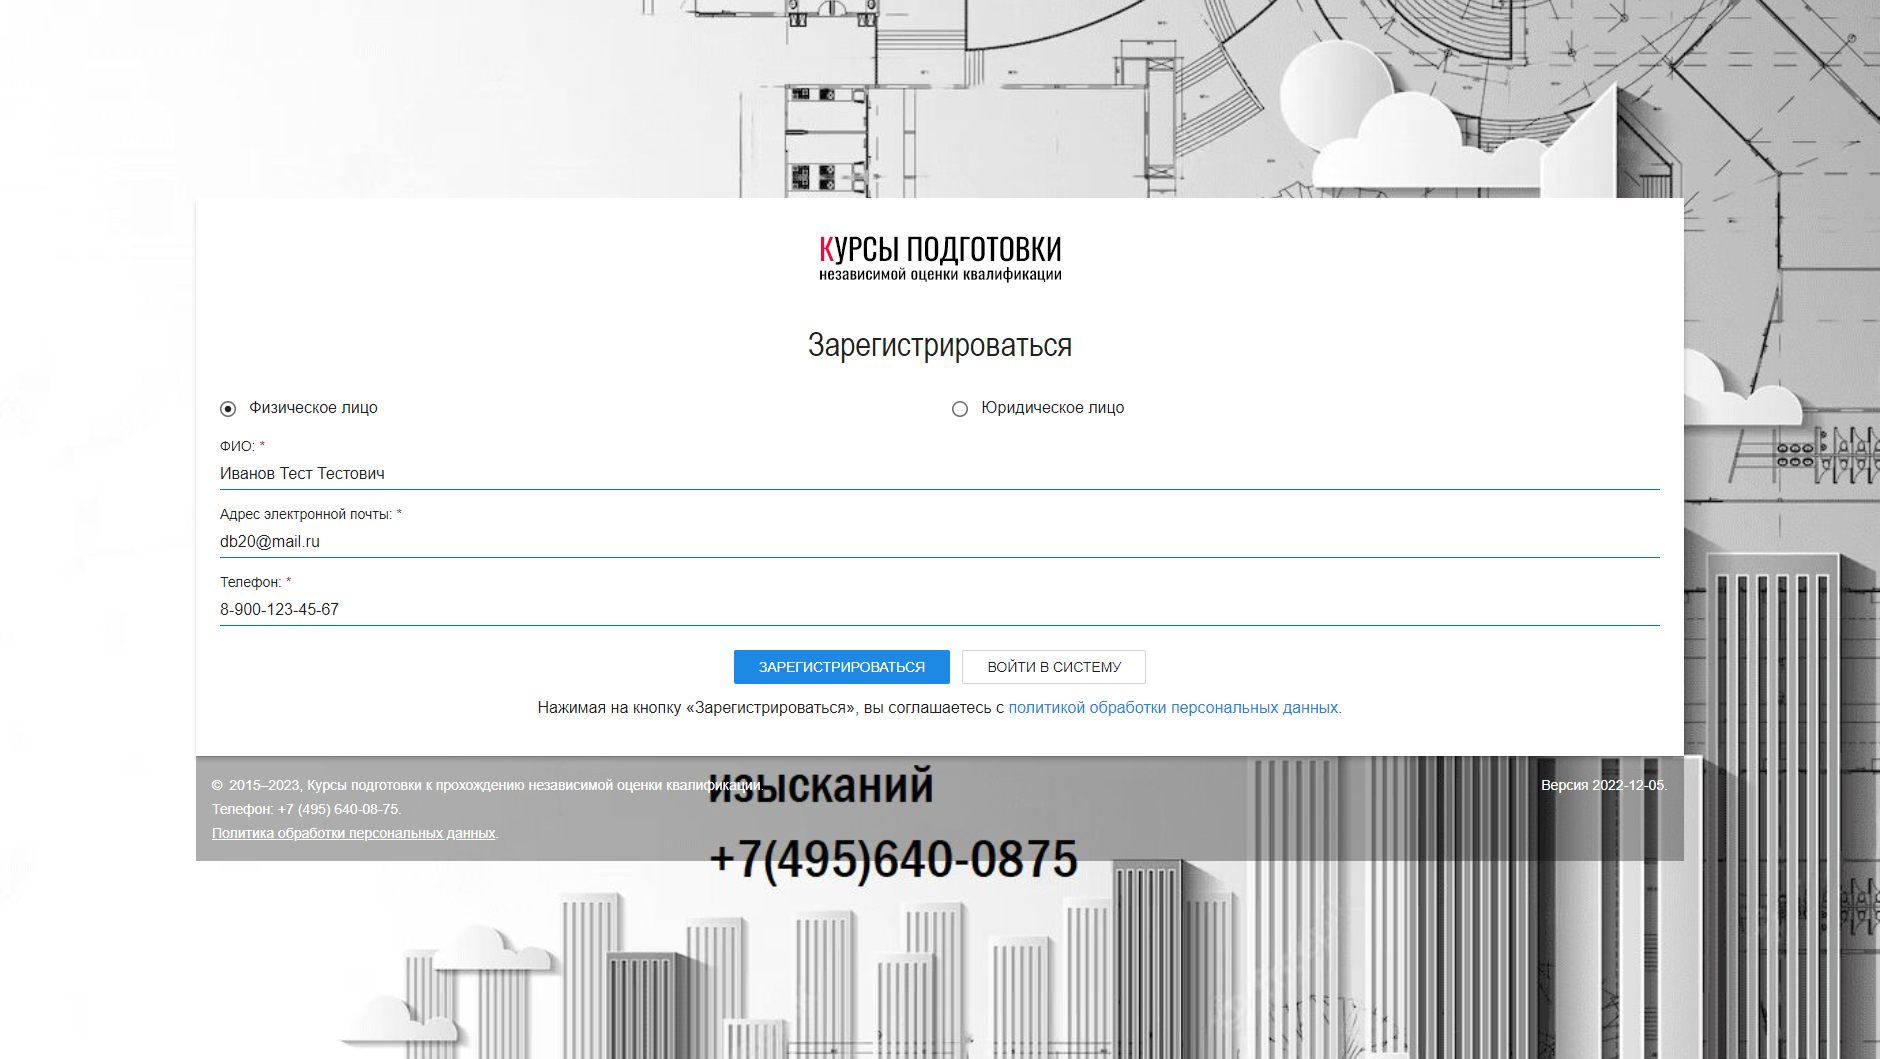 КУРСЫ ПОДГОТОВКИ
независимой оценки квалификации
Зарегистрироваться
Физическое лицо
Юридическое лицо
ФИО: *
Иванов Тест Тестович
Адрес электронной почты: *
db20@mail.ru
Телефон: *
8-900-123-45-67
ЗАРЕГИСТРИРОВАТЬСЯ
ВОЙТИ В СИСТЕМУ
Нажимая на кнопку «Зарегистрироваться», вы соглашаетесь с политикой обработки персональных данных.
изысканий
+7(495)640-0875
© 2015–2023, Курсы подготовки к прохождению независимой оценки квалификации.
Телефон: +7 (495) 640-08-75.
Политика обработки персональных данных.
Версия 2022-12-05.